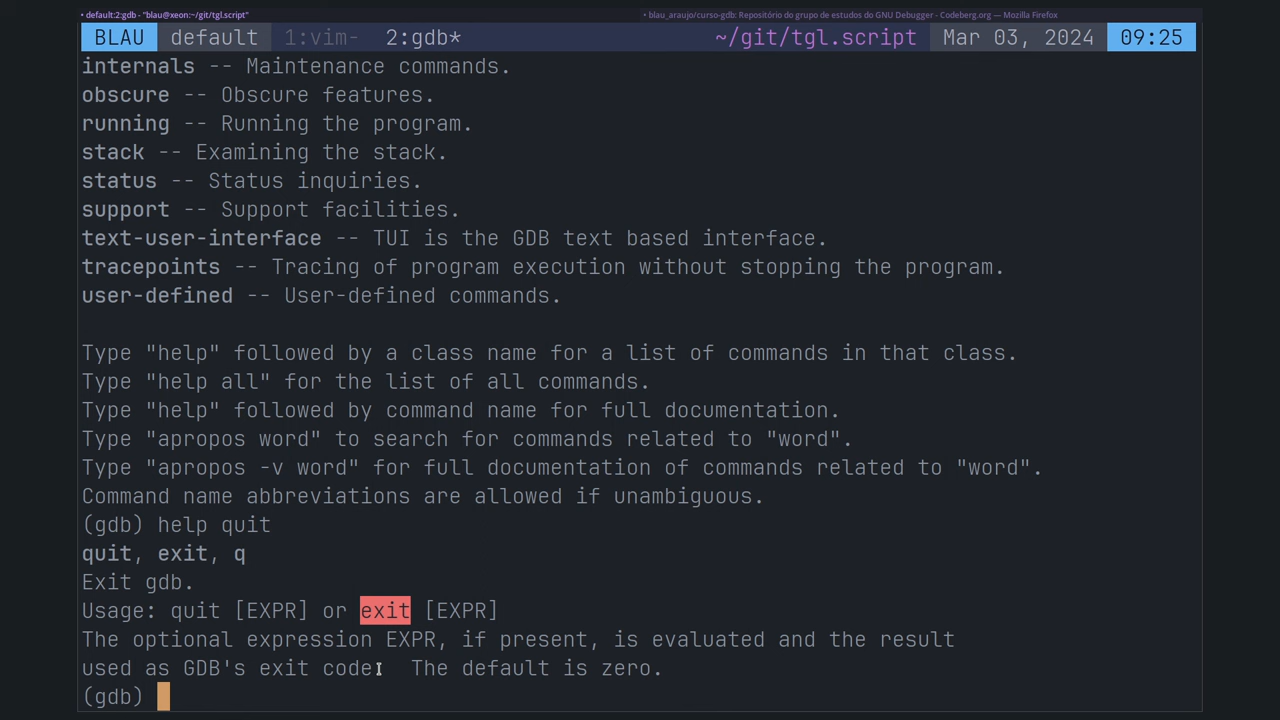 • default:2:gdb - "blau@xeon:~/git/tgl.script"
• blau_araujo/curso-gdb: Repositório do grupo de estudos do GNU Debugger - Codeberg.org — Mozilla Firefox
BLAU default 1:vim- 2:gdb* ~/git/tgl.script Mar 03, 2024 09:25
internals -- Maintenance commands.
obscure -- Obscure features.
running -- Running the program.
stack -- Examining the stack.
status -- Status inquiries.
support -- Support facilities.
text-user-interface -- TUI is the GDB text based interface.
tracepoints -- Tracing of program execution without stopping the program.
user-defined -- User-defined commands.
Type "help" followed by a class name for a list of commands in that class.
Type "help all" for the list of all commands.
Type "help" followed by command name for full documentation.
Type "apropos word" to search for commands related to "word".
Type "apropos -v word" for full documentation of commands related to "word".
Command name abbreviations are allowed if unambiguous.
(gdb) help quit
quit, exit, q
Exit gdb.
Usage: quit [EXPR] or exit [EXPR]
The optional expression EXPR, if present, is evaluated and the result
used as GDB's exit code.  The default is zero.
(gdb)